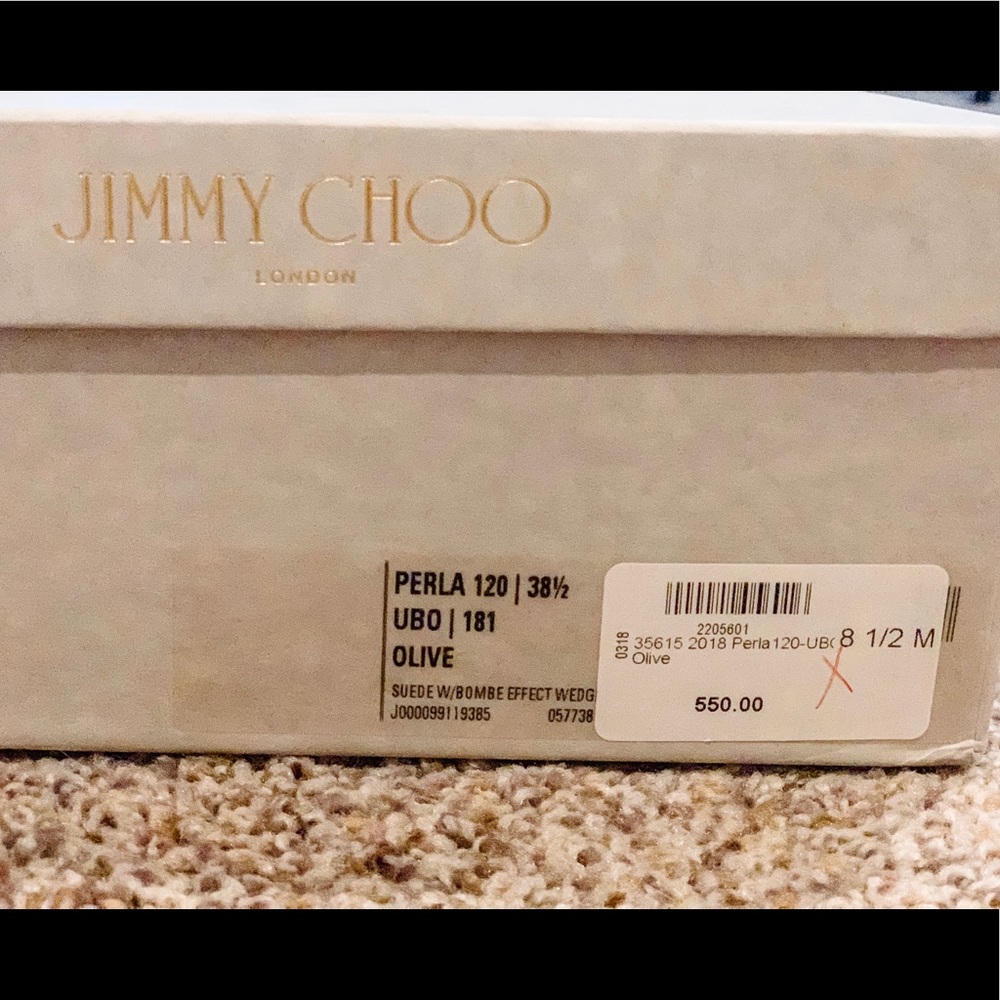 JIMMY CHOO
LONDON
PERLA 120 | 38½
UBO | 181
OLIVE
SUEDE W/BOMBE EFFECT WEDG
J000099119385 057738
2205601
0318
35615 2018 Perla120-UBO 8 1/2 M
Olive
550.00
X